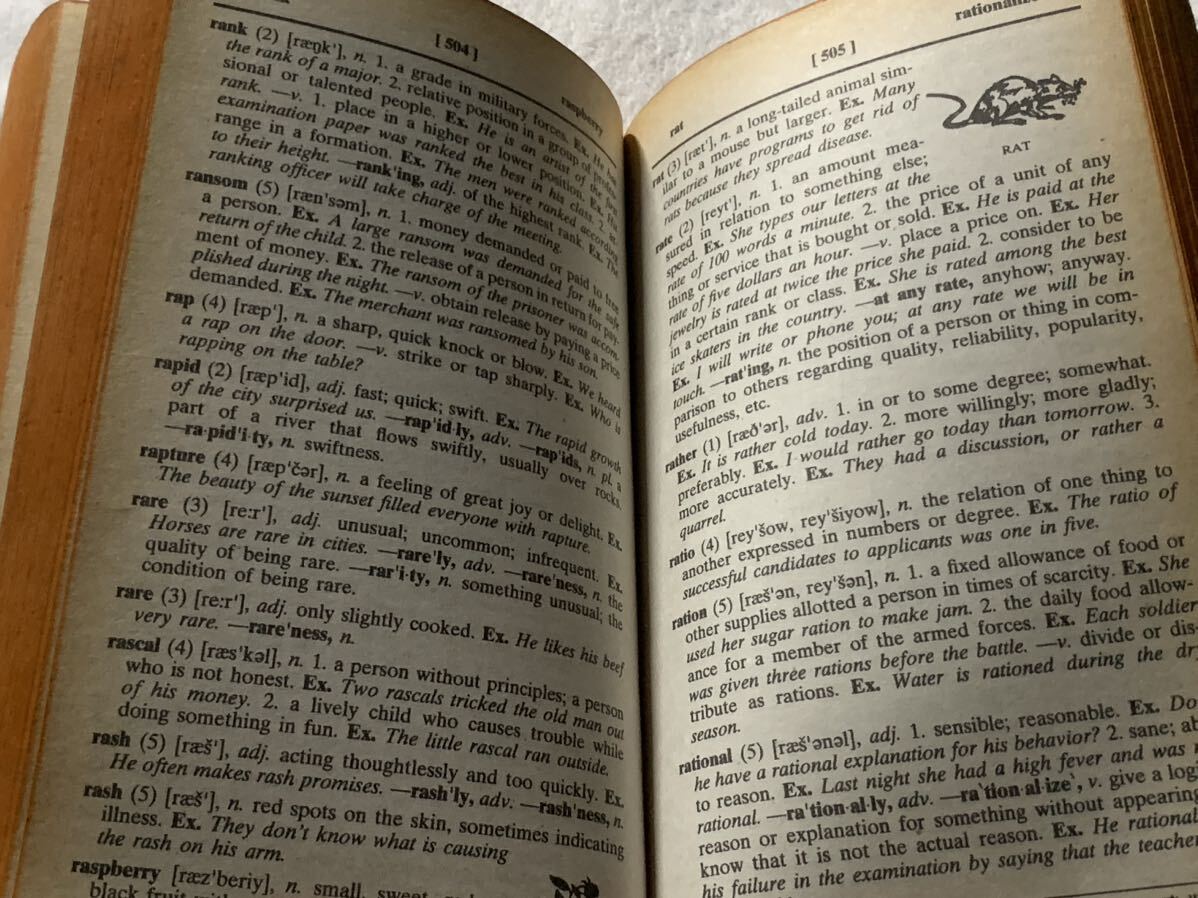 [ 504 ]
raspberry
rank (2) [ræŋk'], n. 1. a grade in military forces. Ex. He has
the rank of a major. 2. relative position in a group of profes-
sional or talented people. Ex. He is an artist of the first
rank. —v. 1. place in a higher or lower position. Ex. His
examination paper was ranked the best in his class. 2. ar-
range in a formation. Ex. The men were ranked according
to their height. —rank'ing, adj. of the highest rank. Ex. The
ranking officer will take charge of the meeting.
ransom (5) [ræn'səm], n. 1. money demanded or paid to free
a person. Ex. A large ransom was demanded for the safe
return of the child. 2. the release of a person in return for pay-
ment of money. Ex. The ransom of the prisoner was accom-
plished during the night. —v. obtain release by paying a price
demanded. Ex. The merchant was ransomed by his son.
rap (4) [ræp'], n. a sharp, quick knock or blow. Ex. We heard
a rap on the door. —v. strike or tap sharply. Ex. Who is
rapping on the table?
rapid (2) [ræp'id], adj. fast; quick; swift. Ex. The rapid growth
of the city surprised us. —rap'id·ly, adv. —rap'ids, n. pl. a
part of a river that flows swiftly, usually over rocks.
—ra·pid'i·ty, n. swiftness.
rapture (4) [ræp'čər], n. a feeling of great joy or delight. Ex.
The beauty of the sunset filled everyone with rapture.
rare (3) [re:r'], adj. unusual; uncommon; infrequent. Ex.
Horses are rare in cities. —rare'ly, adv. —rare'ness, n. the
quality of being rare. —rar'i·ty, n. something unusual; the
condition of being rare.
rare (3) [re:r'], adj. only slightly cooked. Ex. He likes his beef
very rare. —rare'ness, n.
rascal (4) [ræs'kəl], n. 1. a person without principles; a person
who is not honest. Ex. Two rascals tricked the old man out
of his money. 2. a lively child who causes trouble while
doing something in fun. Ex. The little rascal ran outside.
rash (5) [ræš'], adj. acting thoughtlessly and too quickly. Ex.
He often makes rash promises. —rash'ly, adv. —rash'ness, n.
rash (5) [ræš'], n. red spots on the skin, sometimes indicating
illness. Ex. They don't know what is causing
the rash on his arm.
raspberry [ræz'beriy], n. small, sweet
black fruit
rat
[ 505 ]
rationalize
rat (3) [ræt'], n. a long-tailed animal sim-
ilar to a mouse but larger. Ex. Many
countries have programs to get rid of
rats because they spread disease.
RAT
rate (2) [reyt'], n. 1. an amount mea-
sured in relation to something else;
speed. Ex. She types our letters at the
rate of 100 words a minute. 2. the price of a unit of any
thing or service that is bought or sold. Ex. He is paid at the
rate of five dollars an hour. —v. place a price on. Ex. Her
jewelry is rated at twice the price she paid. 2. consider to be
in a certain rank or class. Ex. She is rated among the best
ice skaters in the country. —at any rate, anyhow; anyway.
Ex. I will write or phone you; at any rate we will be in
touch. —rat'ing, n. the position of a person or thing in com-
parison to others regarding quality, reliability, popularity,
usefulness, etc.
rather (1) [ræð'ər], adv. 1. in or to some degree; somewhat.
Ex. It is rather cold today. 2. more willingly; more gladly;
preferably. Ex. I would rather go today than tomorrow. 3.
more accurately. Ex. They had a discussion, or rather a
quarrel.
ratio (4) [rey'šow, rey'šiyow], n. the relation of one thing to
another expressed in numbers or degree. Ex. The ratio of
successful candidates to applicants was one in five.
ration (5) [ræš'ən, rey'šən], n. 1. a fixed allowance of food or
other supplies allotted a person in times of scarcity. Ex. She
used her sugar ration to make jam. 2. the daily food allow-
ance for a member of the armed forces. Ex. Each soldier
was given three rations before the battle. —v. divide or dis-
tribute as rations. Ex. Water is rationed during the dry
season.
rational (5) [ræš'ənəl], adj. 1. sensible; reasonable. Ex. Do
he have a rational explanation for his behavior? 2. sane; ab
to reason. Ex. Last night she had a high fever and was n
rational. —ra'tion·al·ly, adv. —ra'tion·al·ize`, v. give a logi
reason or explanation for something without appearing
know that it is not the actual reason. Ex. He rational
his failure in the examination by saying that the teache